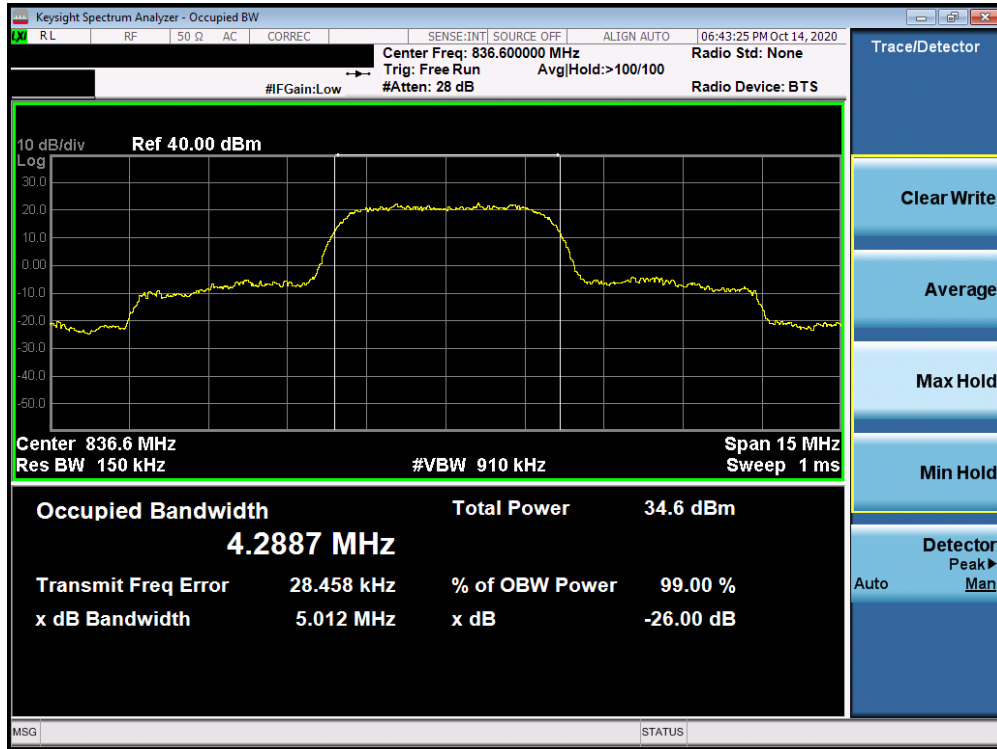 Keysight Spectrum Analyzer - Occupied BW
LXI RL RF 50 Ω AC CORREC SENSE:INT SOURCE OFF ALIGN AUTO 06:43:25 PM Oct 14, 2020
Center Freq: 836.600000 MHz Radio Std: None
Trig: Free Run Avg|Hold:>100/100
#IFGain:Low #Atten: 28 dB Radio Device: BTS
10 dB/div Ref 40.00 dBm
Log
30.0
20.0
10.0
0.00
-10.0
-20.0
-30.0
-40.0
-50.0
Center 836.6 MHz Span 15 MHz
Res BW 150 kHz #VBW 910 kHz Sweep 1 ms
Occupied Bandwidth Total Power 34.6 dBm
4.2887 MHz
Transmit Freq Error 28.458 kHz % of OBW Power 99.00 %
x dB Bandwidth 5.012 MHz x dB -26.00 dB
MSG STATUS
Trace/Detector
Clear Write
Average
Max Hold
Min Hold
Detector
Peak▶
Auto Man